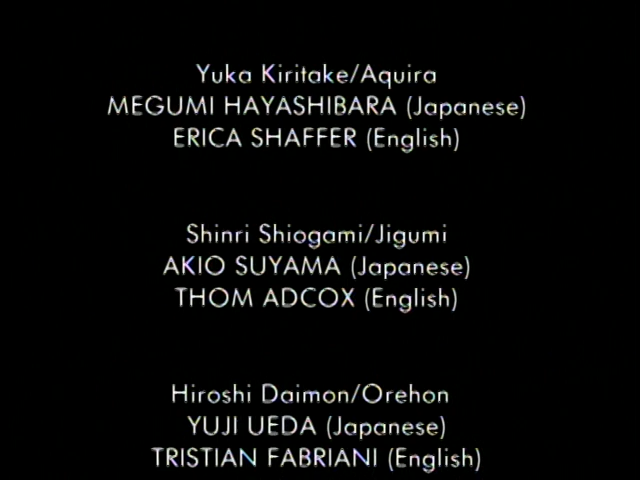 Yuka Kiritake/Aquira
MEGUMI HAYASHIBARA (Japanese)
ERICA SHAFFER (English)
Shinri Shiogami/Jigumi
AKIO SUYAMA (Japanese)
THOM ADCOX (English)
Hiroshi Daimon/Orehon
YUJI UEDA (Japanese)
TRISTIAN FABRIANI (English)